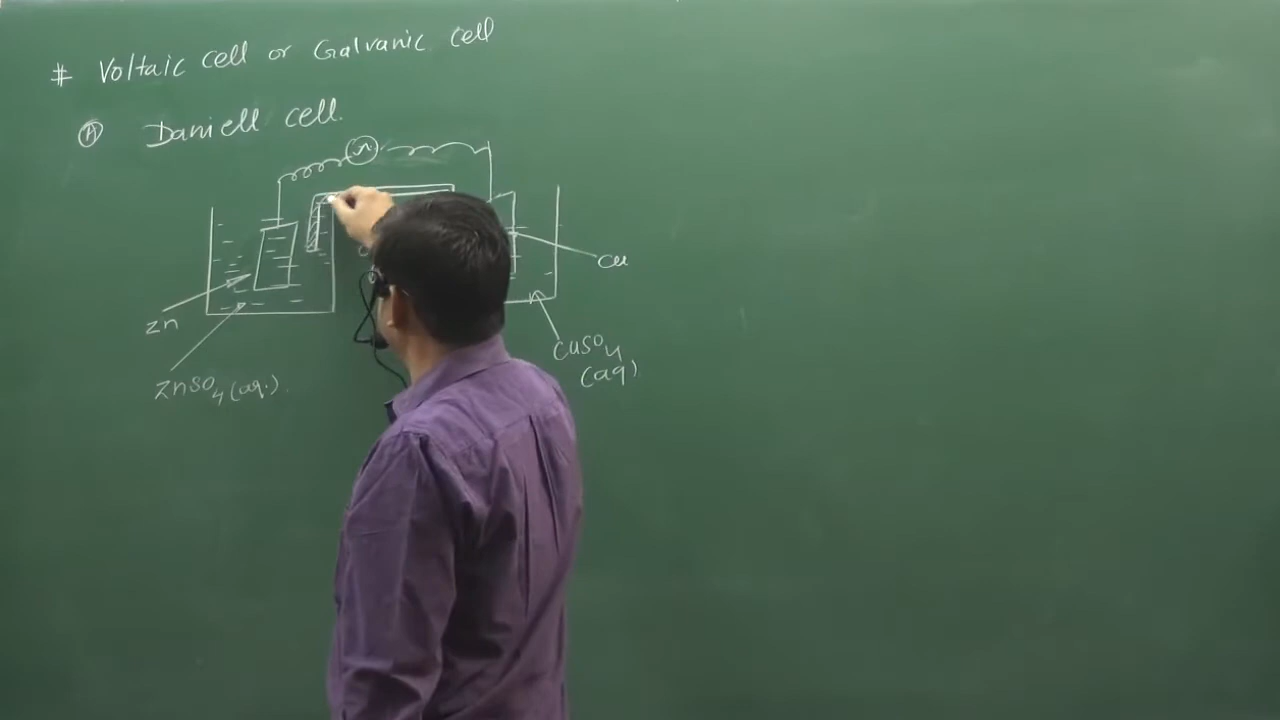 # Voltaic cell or Galvanic cell
Ⓐ Daniell cell.
Zn
ZnSO4 (aq.).
Cu
CuSO4
(aq)